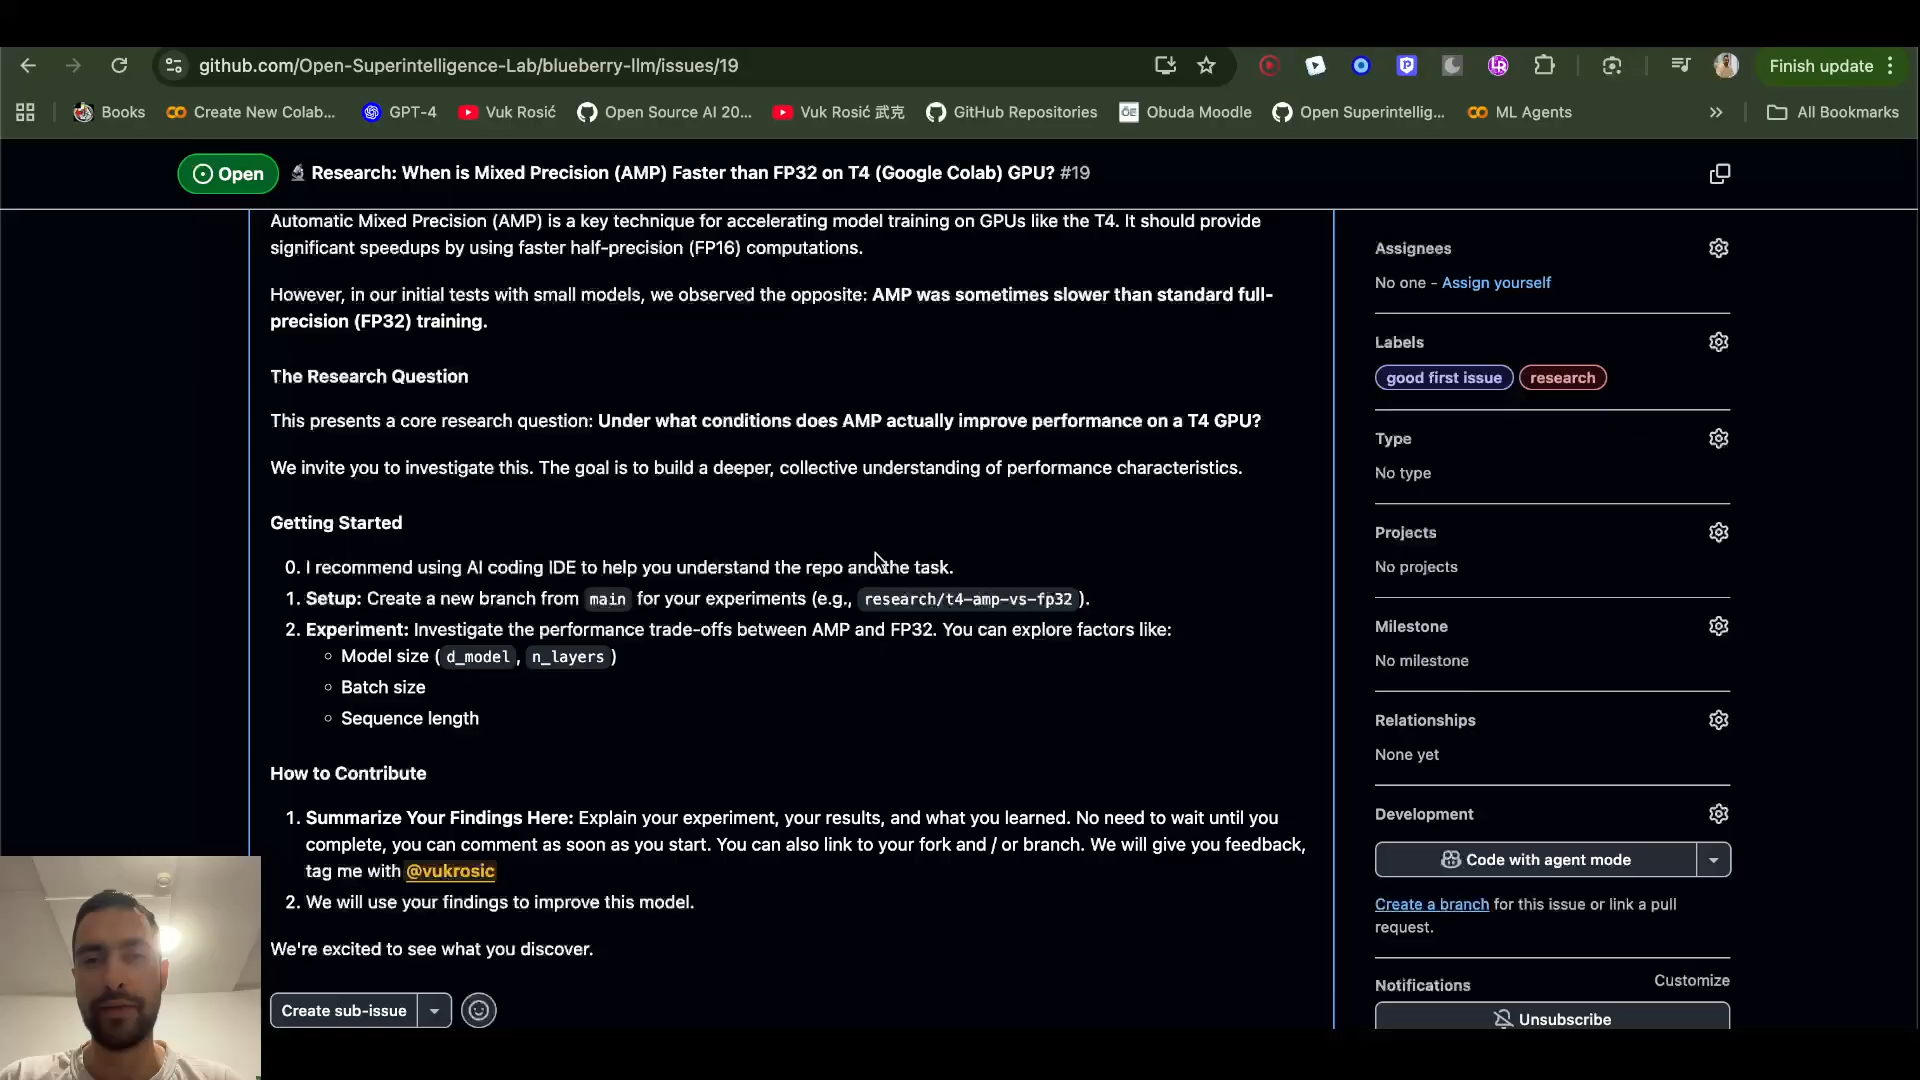 github.com/Open-Superintelligence-Lab/blueberry-llm/issues/19
Finish update
Books
Create New Colab...
GPT-4
Vuk Rosić
Open Source AI 20...
Vuk Rosić 武克
GitHub Repositories
Obuda Moodle
Open Superintellig...
ML Agents
All Bookmarks
Open
Research: When is Mixed Precision (AMP) Faster than FP32 on T4 (Google Colab) GPU? #19
Automatic Mixed Precision (AMP) is a key technique for accelerating model training on GPUs like the T4. It should provide
significant speedups by using faster half-precision (FP16) computations.
However, in our initial tests with small models, we observed the opposite: AMP was sometimes slower than standard full-
precision (FP32) training.
The Research Question
This presents a core research question: Under what conditions does AMP actually improve performance on a T4 GPU?
We invite you to investigate this. The goal is to build a deeper, collective understanding of performance characteristics.
Getting Started
0. I recommend using AI coding IDE to help you understand the repo and the task.
1. Setup: Create a new branch from main for your experiments (e.g., research/t4-amp-vs-fp32 ).
2. Experiment: Investigate the performance trade-offs between AMP and FP32. You can explore factors like:
Model size ( d_model , n_layers )
Batch size
Sequence length
How to Contribute
1. Summarize Your Findings Here: Explain your experiment, your results, and what you learned. No need to wait until you
complete, you can comment as soon as you start. You can also link to your fork and / or branch. We will give you feedback,
tag me with @vukrosic
2. We will use your findings to improve this model.
We're excited to see what you discover.
Create sub-issue
Assignees
No one - Assign yourself
Labels
good first issue
research
Type
No type
Projects
No projects
Milestone
No milestone
Relationships
None yet
Development
Code with agent mode
Create a branch for this issue or link a pull
request.
Notifications
Customize
Unsubscribe